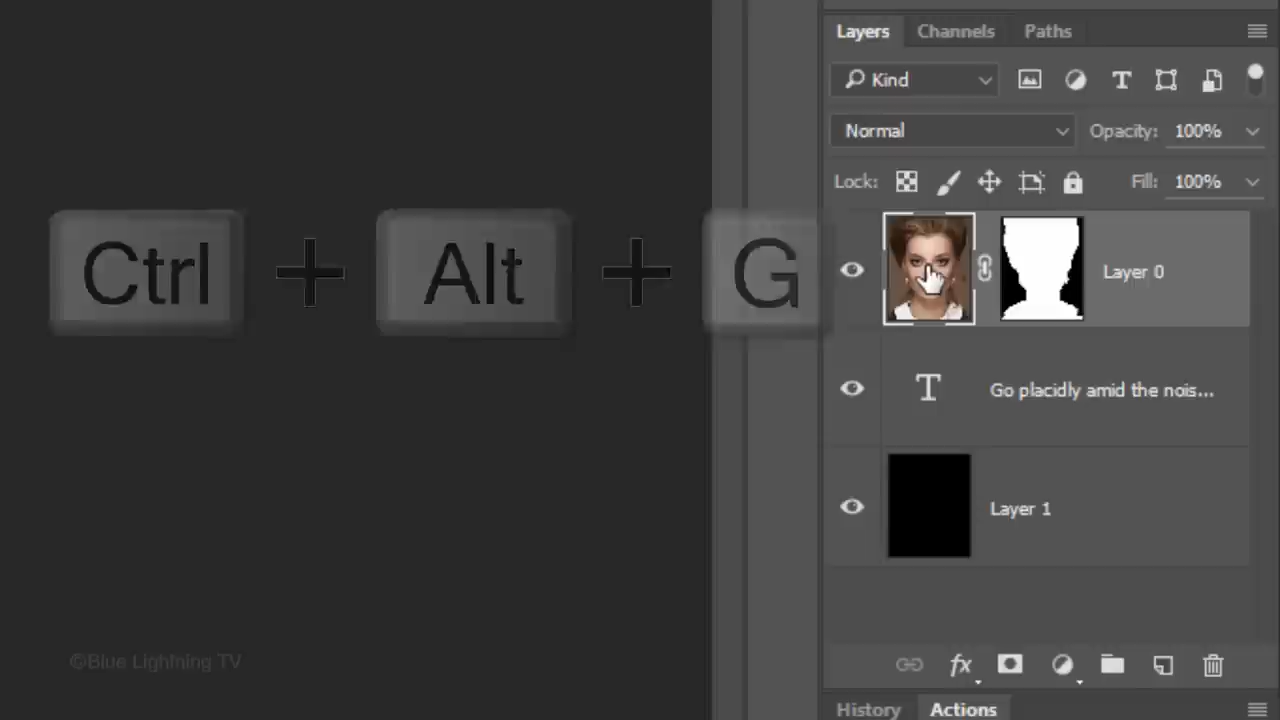 Layers Channels Paths
Kind T
Normal Opacity: 100%
Lock: Fill: 100%
Ctrl + Alt + G
Layer 0
T Go placidly amid the nois...
Layer 1
©Blue Lightning TV
fx
History Actions